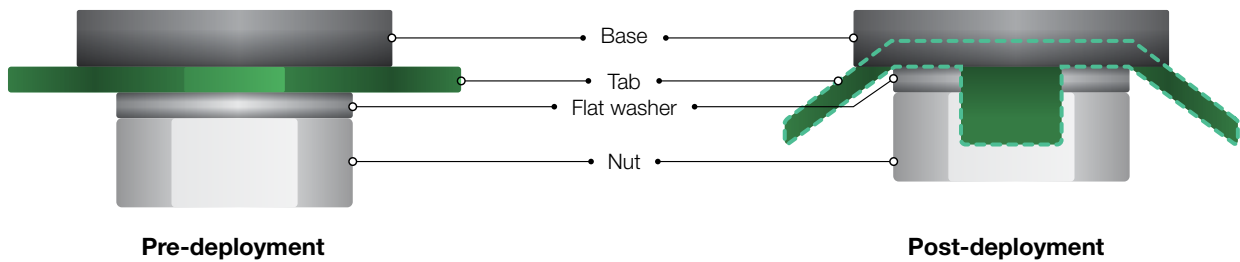 Base
Tab
Flat washer
Nut
Pre-deployment
Post-deployment